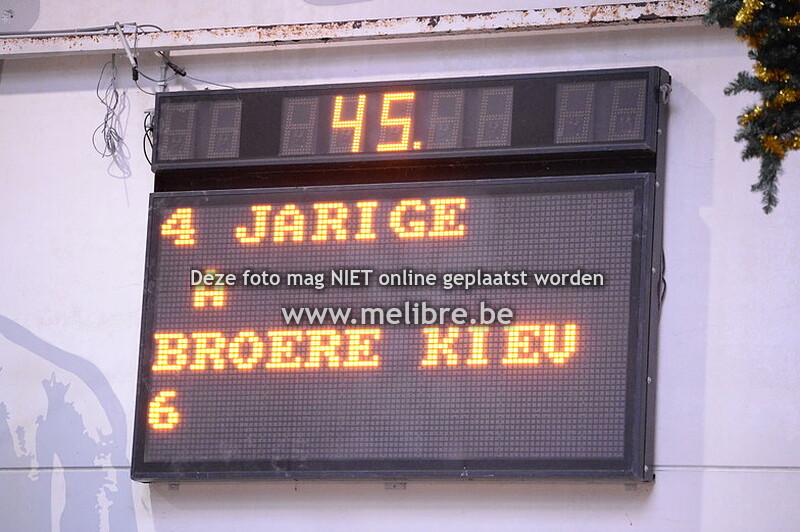 45.
4 JARIGE
A
Deze foto mag NIET online geplaatst worden
www.melibre.be
BROERE KIEV
6